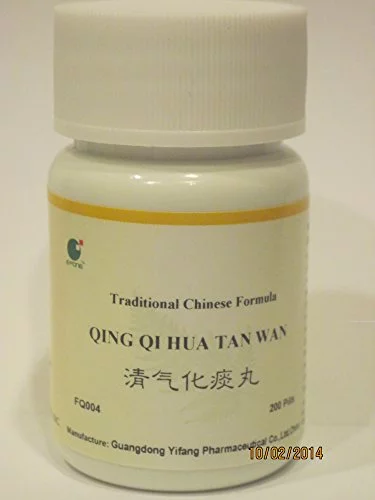 Traditional Chinese Formula
QING QI HUA TAN WAN
清气化痰丸
FQ004
200 Pills
Manufacture: Guangdong Yifang Pharmaceutical Co.,Ltd.
10/02/2014